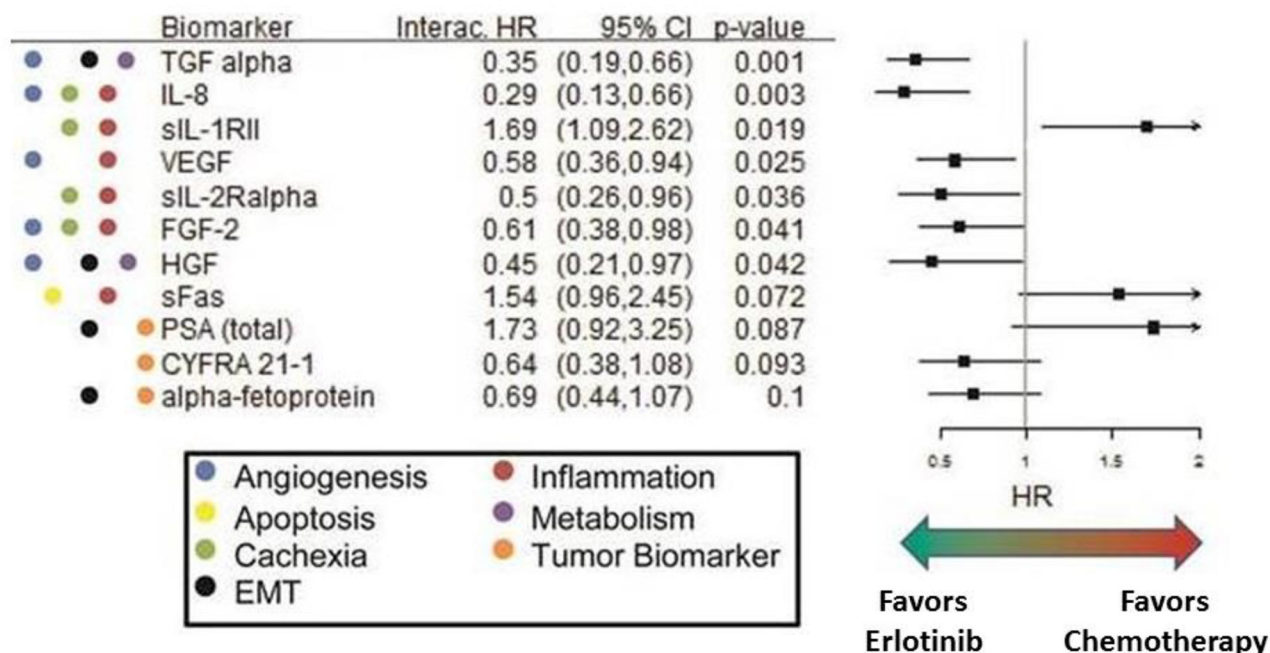 Biomarker Interac. HR 95% CI p-value
TGF alpha 0.35 (0.19,0.66) 0.001
IL-8 0.29 (0.13,0.66) 0.003
sIL-1RII 1.69 (1.09,2.62) 0.019
VEGF 0.58 (0.36,0.94) 0.025
sIL-2Ralpha 0.5 (0.26,0.96) 0.036
FGF-2 0.61 (0.38,0.98) 0.041
HGF 0.45 (0.21,0.97) 0.042
sFas 1.54 (0.96,2.45) 0.072
PSA (total) 1.73 (0.92,3.25) 0.087
CYFRA 21-1 0.64 (0.38,1.08) 0.093
alpha-fetoprotein 0.69 (0.44,1.07) 0.1
0.5 1 1.5 2
HR
Angiogenesis Inflammation
Apoptosis Metabolism
Cachexia Tumor Biomarker
EMT
Favors Favors
Erlotinib Chemotherapy